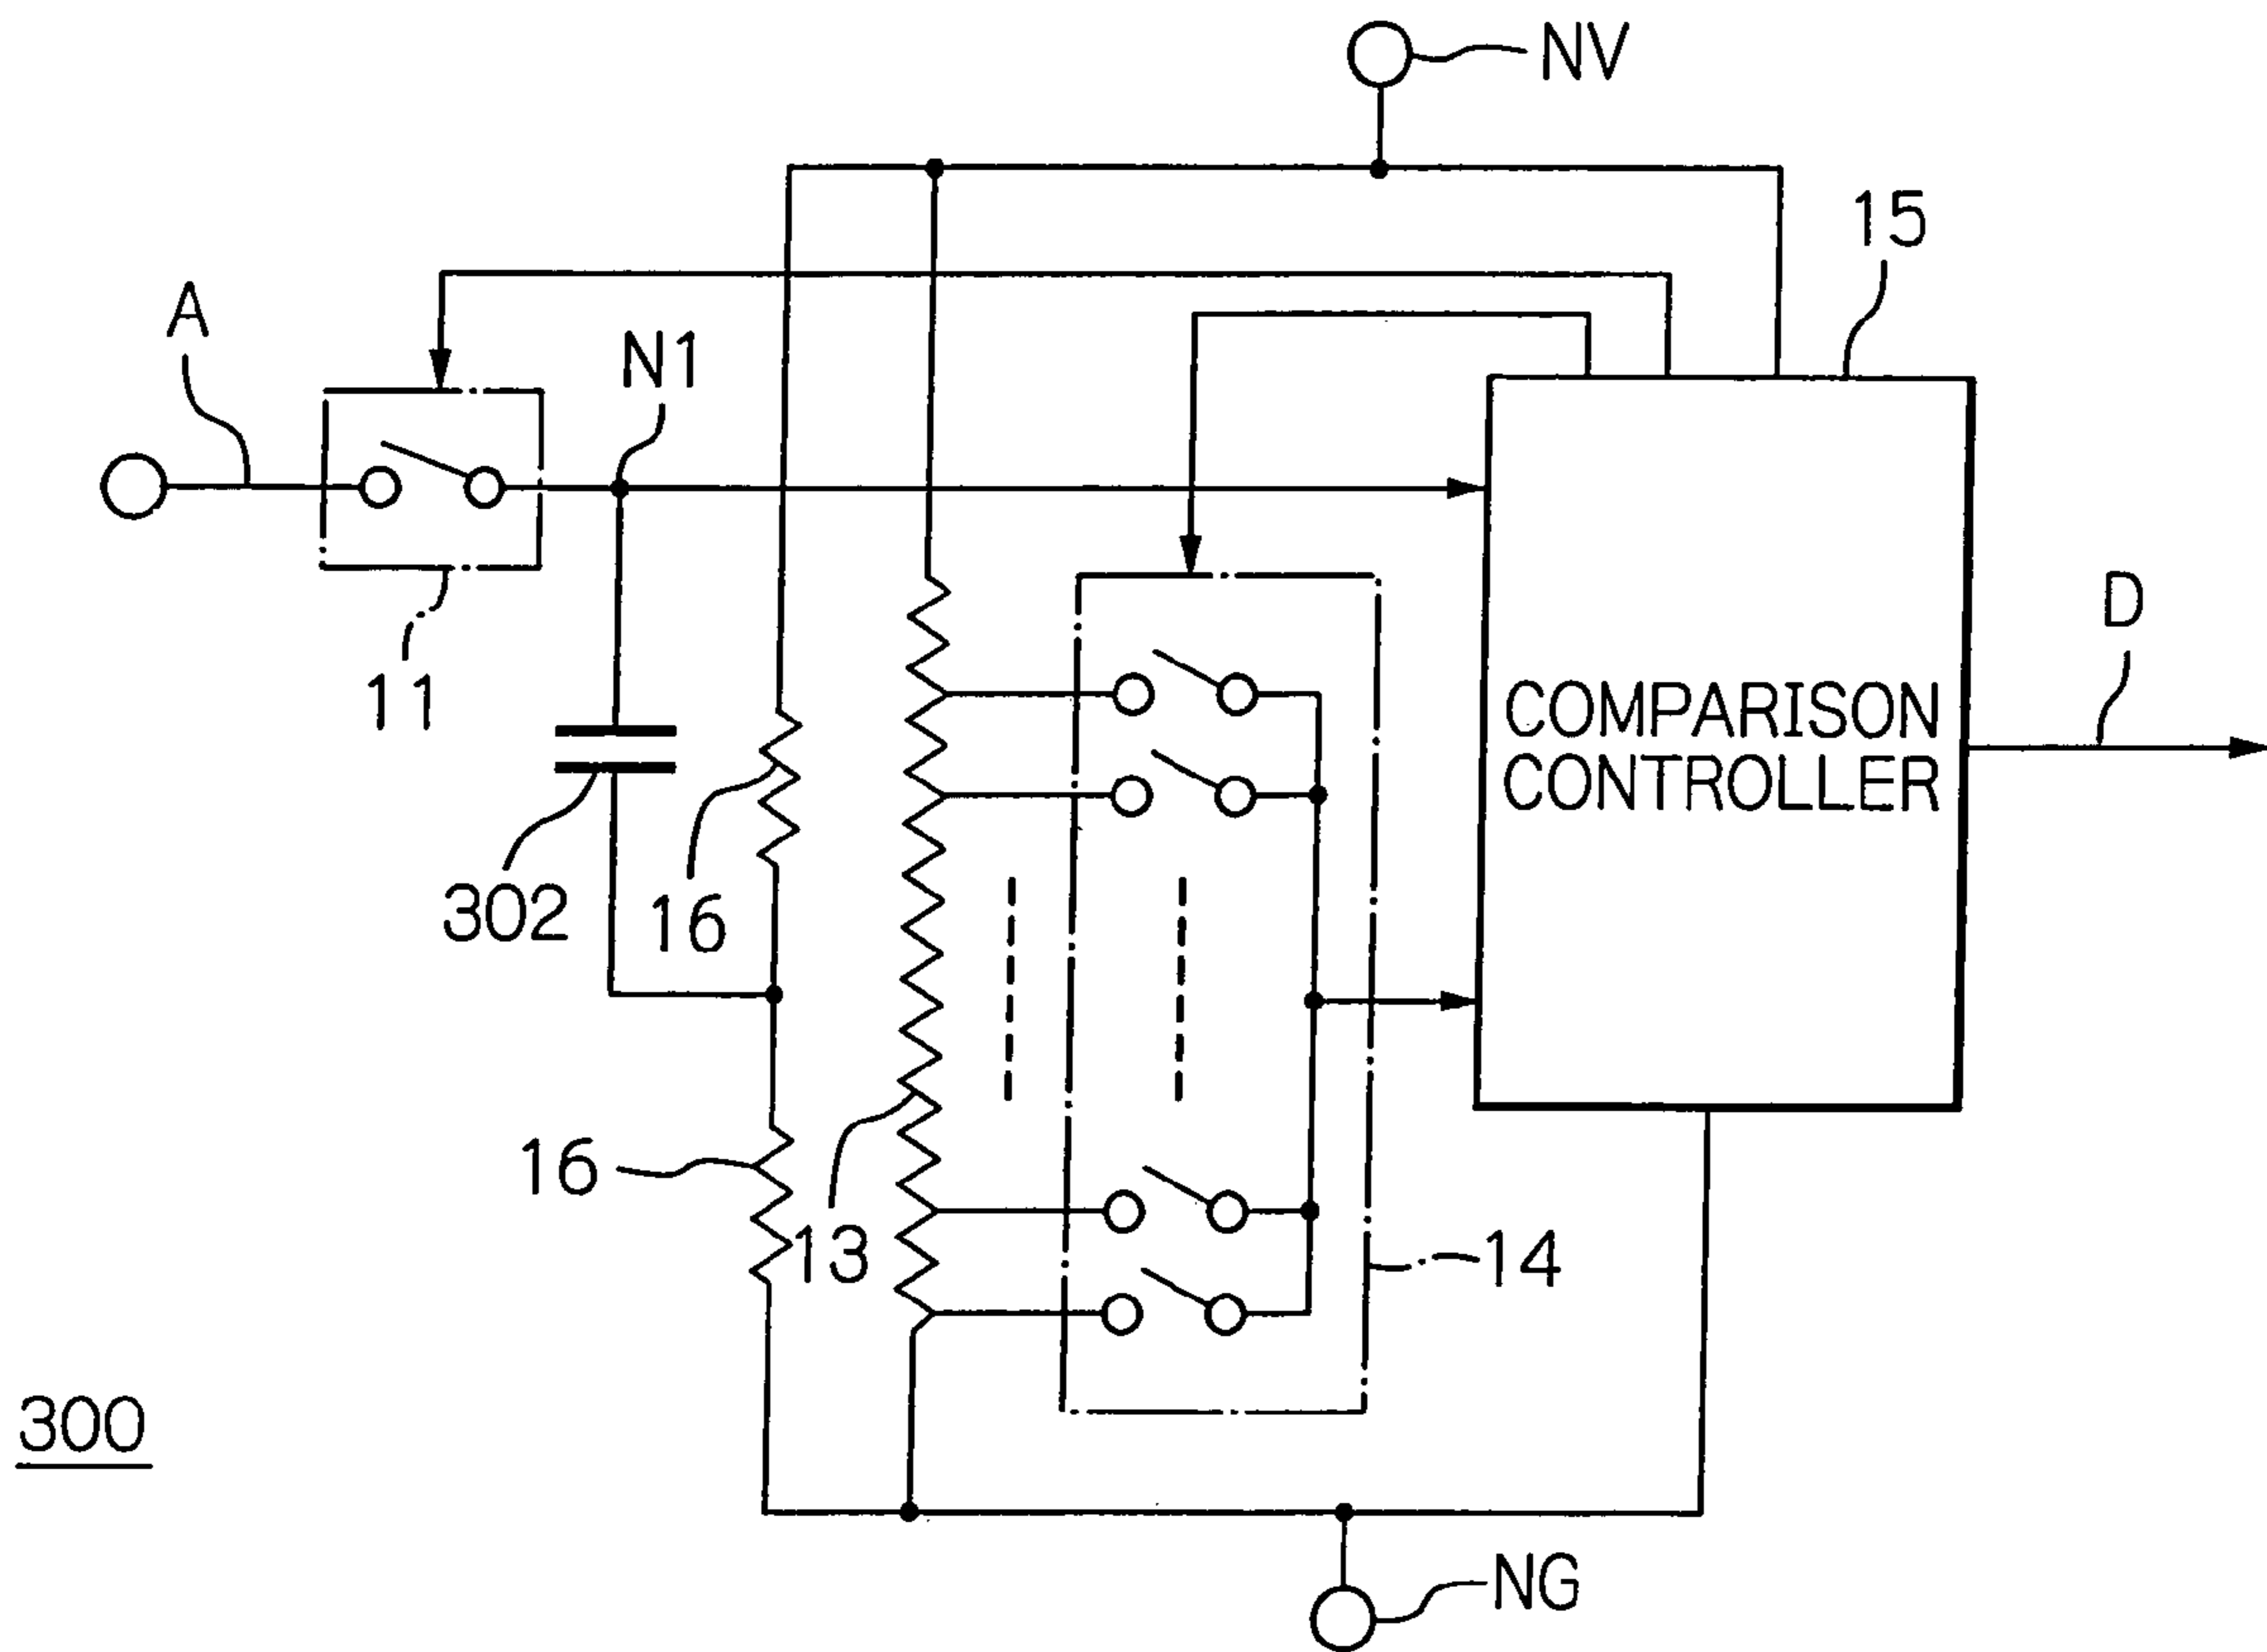 NV
15
A
N1
D
11
COMPARISON
CONTROLLER
302
16
16
13
14
300
NG